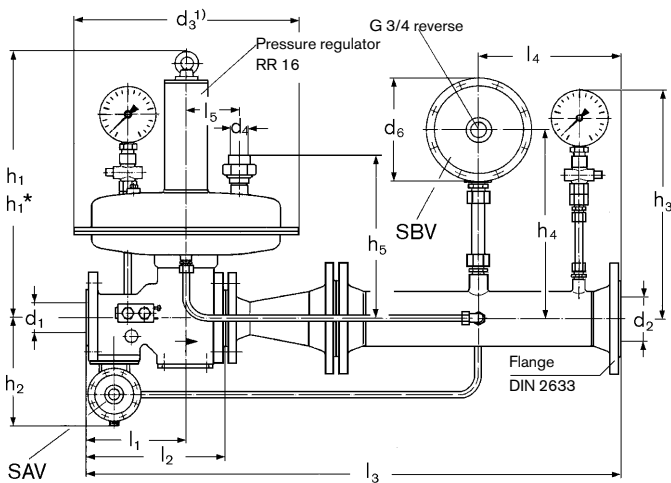 d3 1)
G 3/4 reverse
Pressure regulator
RR 16
l4
l5
d4
d6
h1
h1*
SBV
h3
h4
h5
d1
d2
Flange
DIN 2633
h2
l1
l2
SAV
l3